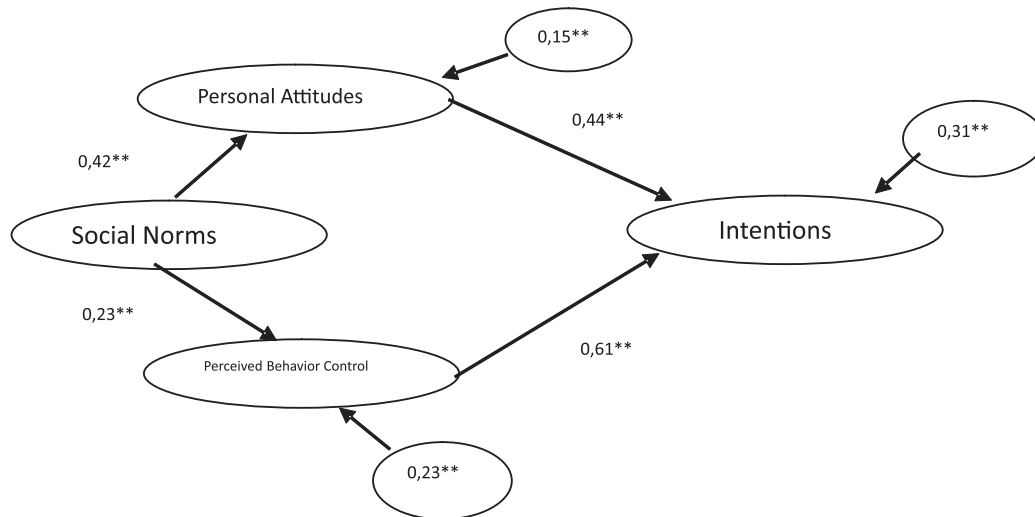 0,15**
Personal Attitudes
0,44**
0,31**
0,42**
Social Norms
Intentions
0,23**
0,61**
Perceived Behavior Control
0,23**